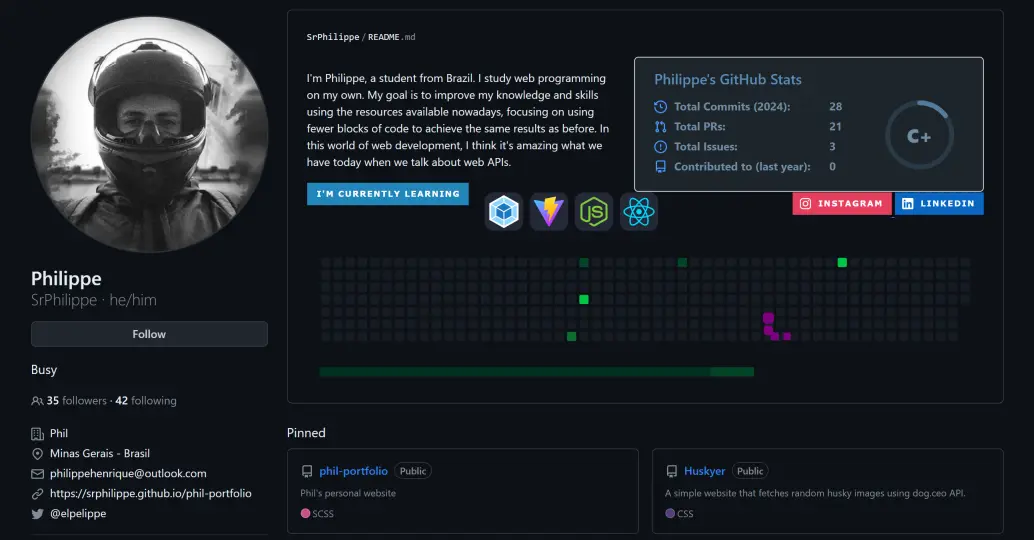 Philippe
SrPhilippe · he/him
Follow
Busy
35 followers · 42 following
Phil
Minas Gerais - Brasil
philippehenrique@outlook.com
https://srphilippe.github.io/phil-portfolio
@elpelippe
SrPhilippe / README.md
I'm Philippe, a student from Brazil. I study web programming
on my own. My goal is to improve my knowledge and skills
using the resources available nowadays, focusing on using
fewer blocks of code to achieve the same results as before. In
this world of web development, I think it's amazing what we
have today when we talk about web APIs.
Philippe's GitHub Stats
Total Commits (2024): 28
Total PRs: 21
Total Issues: 3
Contributed to (last year): 0
C+
I'M CURRENTLY LEARNING
JS
INSTAGRAM
LINKEDIN
Pinned
phil-portfolio Public
Phil's personal website
SCSS
Huskyer Public
A simple website that fetches random husky images using dog.ceo API.
CSS